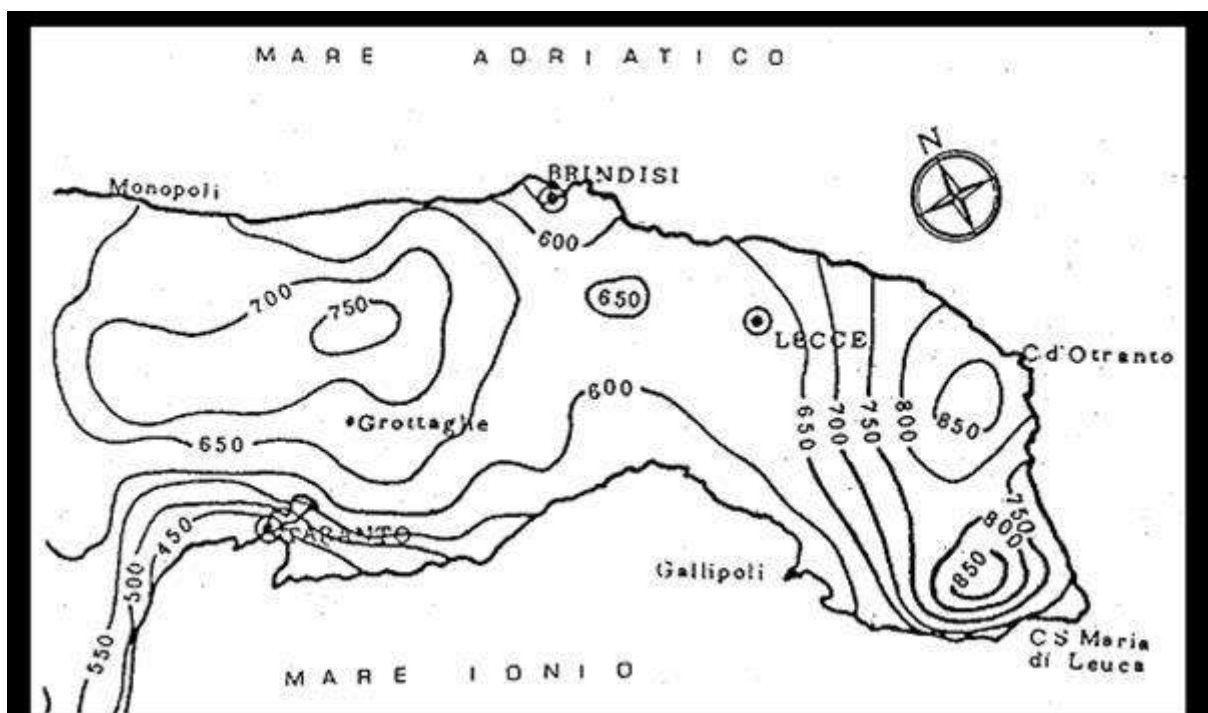 MARE ADRIATICO
N
BRINDISI
Monopoli
600
650
700
750
LECCE
C d'Otranto
600
650
700
750
800
850
Grottaglie
650
TARANTO
450
500
550
750
800
850
Gallipoli
C S Maria
di Leuca
MARE IONIO